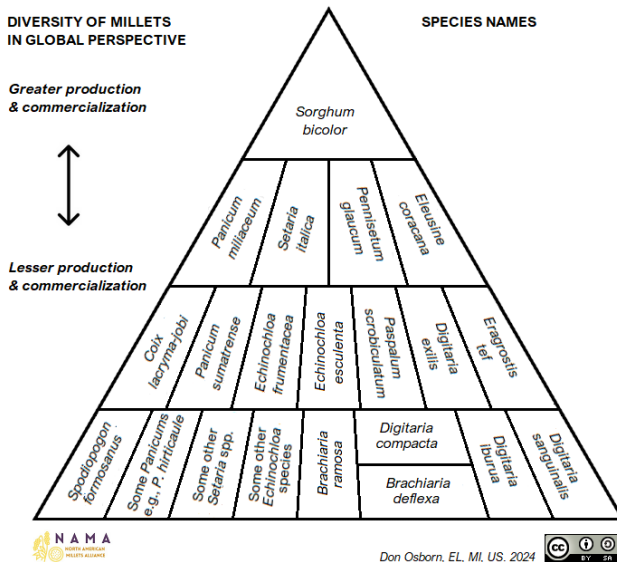 DIVERSITY OF MILLETS
IN GLOBAL PERSPECTIVE
SPECIES NAMES
Greater production
& commercialization
Lesser production
& commercialization
Sorghum
bicolor
Panicum
miliaceum
Setaria
italica
Pennisetum
glaucum
Eleusine
coracana
Coix
lacryma-jobi
Panicum
sumatrense
Echinochloa
frumentacea
Echinochloa
esculenta
Paspalum
scrobiculatum
Digitaria
exilis
Eragrostis
tef
Spodiopogon
formosanus
Some Panicums
e.g., P. hirticaule
Some other
Setaria spp.
Some other
Echinochloa
species
Brachiaria
ramosa
Digitaria
compacta
Brachiaria
deflexa
Digitaria
iburua
Digitaria
sanguinalis
NAMA
NORTH AMERICAN
MILLETS ALLIANCE
Don Osborn, EL, MI, US. 2024
cc
BY SA